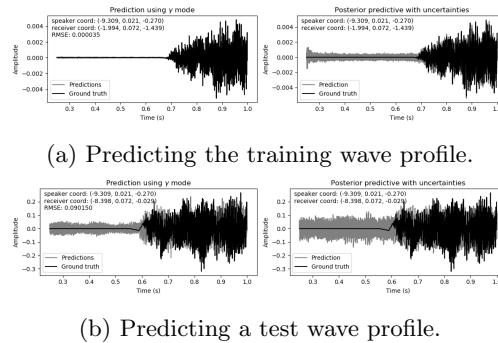 Prediction using y mode
speaker coord: (-9.309, 0.021, -0.270)
receiver coord: (-1.994, 0.072, -1.439)
RMSE: 0.000035
0.004
0.002
0.000
-0.002
-0.004
Amplitude
Predictions
Ground truth
0.3 0.4 0.5 0.6 0.7 0.8 0.9 1.0
Time (s)
Posterior predictive with uncertainties
speaker coord: (-9.309, 0.021, -0.270)
receiver coord: (-1.994, 0.072, -1.439)
0.004
0.002
0.000
-0.002
-0.004
Amplitude
Prediction
Ground truth
0.3 0.4 0.5 0.6 0.7 0.8 0.9 1.0
Time (s)
(a) Predicting the training wave profile.
Prediction using y mode
speaker coord: (-9.309, 0.021, -0.270)
receiver coord: (-8.398, 0.072, -0.029)
RMSE: 0.090150
0.2
0.1
0.0
-0.1
-0.2
-0.3
Amplitude
Predictions
Ground truth
0.3 0.4 0.5 0.6 0.7 0.8 0.9 1.0
Time (s)
Posterior predictive with uncertainties
speaker coord: (-9.309, 0.021, -0.270)
receiver coord: (-8.398, 0.072, -0.029)
0.2
0.1
0.0
-0.1
-0.2
-0.3
Amplitude
Prediction
Ground truth
0.3 0.4 0.5 0.6 0.7 0.8 0.9 1.0
Time (s)
(b) Predicting a test wave profile.